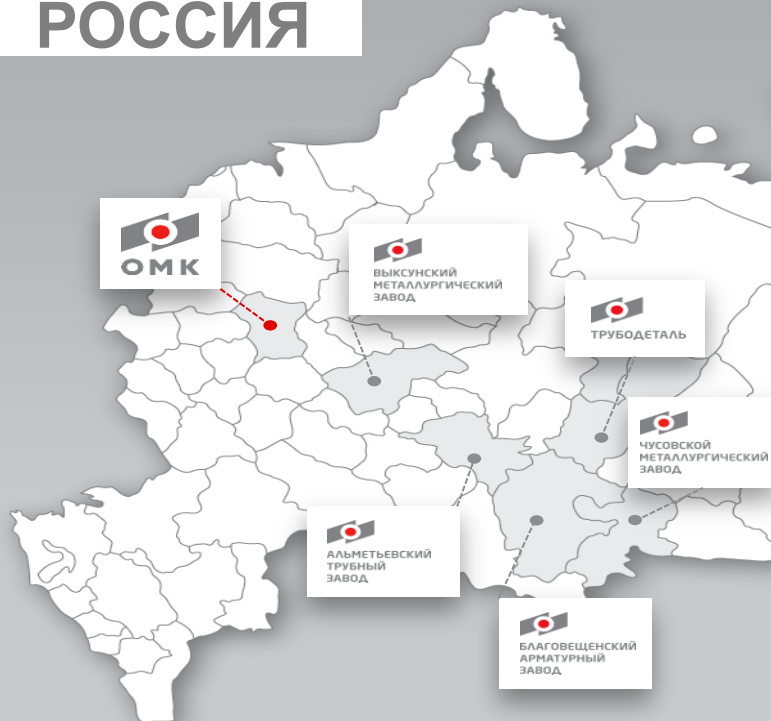 РОССИЯ
ОМК
ВЫКСУНСКИЙ
МЕТАЛЛУРГИЧЕСКИЙ
ЗАВОД
ТРУБОДЕТАЛЬ
ЧУСОВСКОЙ
МЕТАЛЛУРГИЧЕСКИЙ
ЗАВОД
АЛЬМЕТЬЕВСКИЙ
ТРУБНЫЙ
ЗАВОД
БЛАГОВЕЩЕНСКИЙ
АРМАТУРНЫЙ
ЗАВОД